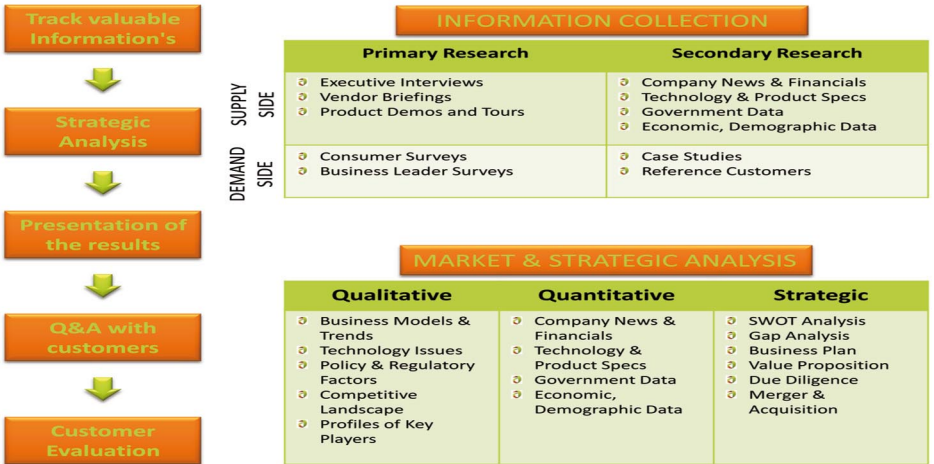 Track valuable
Information's
Strategic
Analysis
Presentation of
the results
Q&A with
customers
Customer
Evaluation
INFORMATION COLLECTION
Primary Research
Secondary Research
SUPPLY
SIDE
Executive Interviews
Vendor Briefings
Product Demos and Tours
Company News & Financials
Technology & Product Specs
Government Data
Economic, Demographic Data
DEMAND
SIDE
Consumer Surveys
Business Leader Surveys
Case Studies
Reference Customers
MARKET & STRATEGIC ANALYSIS
Qualitative
Quantitative
Strategic
Business Models &
Trends
Technology Issues
Policy & Regulatory
Factors
Competitive
Landscape
Profiles of Key
Players
Company News &
Financials
Technology &
Product Specs
Government Data
Economic,
Demographic Data
SWOT Analysis
Gap Analysis
Business Plan
Value Proposition
Due Diligence
Merger &
Acquisition